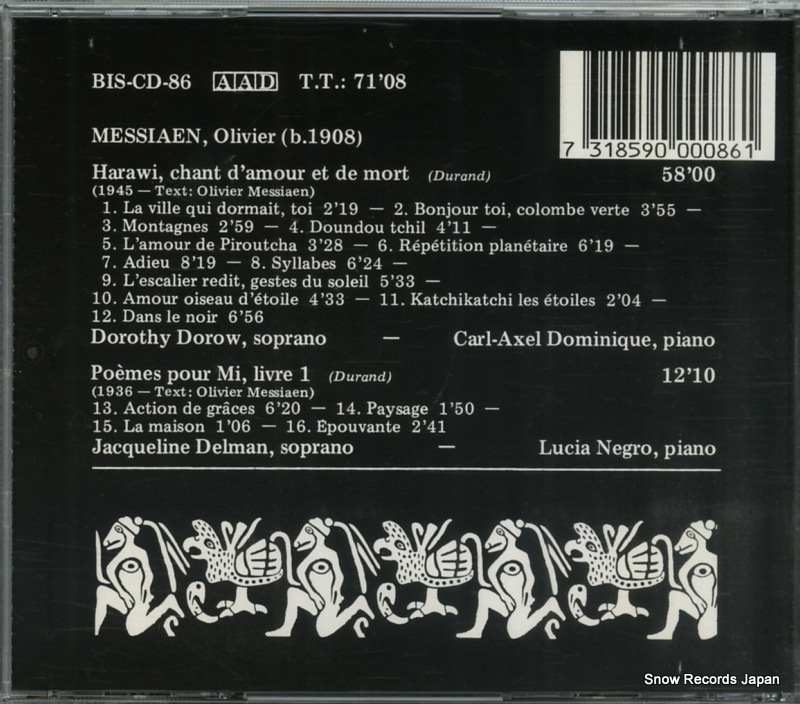 BIS-CD-86 AAD T.T.: 71'08
7 318590 000861
MESSIAEN, Olivier (b.1908)
Harawi, chant d'amour et de mort (Durand) 58'00
(1945 — Text: Olivier Messiaen)
1. La ville qui dormait, toi 2'19 — 2. Bonjour toi, colombe verte 3'55 —
3. Montagnes 2'59 — 4. Doundou tchil 4'11 —
5. L'amour de Piroutcha 3'28 — 6. Répétition planétaire 6'19 —
7. Adieu 8'19 — 8. Syllabes 6'24 —
9. L'escalier redit, gestes du soleil 5'33 —
10. Amour oiseau d'étoile 4'33 — 11. Katchikatchi les étoiles 2'04 —
12. Dans le noir 6'56
Dorothy Dorow, soprano — Carl-Axel Dominique, piano
Poèmes pour Mi, livre 1 (Durand) 12'10
(1936 — Text: Olivier Messiaen)
13. Action de grâces 6'20 — 14. Paysage 1'50 —
15. La maison 1'06 — 16. Epouvante 2'41
Jacqueline Delman, soprano — Lucia Negro, piano
Snow Records Japan